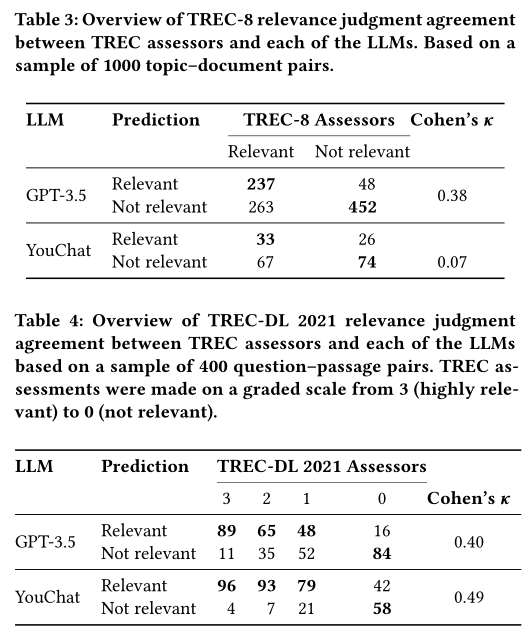 Table 3: Overview of TREC-8 relevance judgment agreement
between TREC assessors and each of the LLMs. Based on a
sample of 1000 topic–document pairs.
LLM Prediction TREC-8 Assessors Cohen's κ
Relevant Not relevant
GPT-3.5 Relevant 237 48 0.38
Not relevant 263 452
YouChat Relevant 33 26 0.07
Not relevant 67 74
Table 4: Overview of TREC-DL 2021 relevance judgment
agreement between TREC assessors and each of the LLMs
based on a sample of 400 question–passage pairs. TREC as-
sessments were made on a graded scale from 3 (highly rele-
vant) to 0 (not relevant).
LLM Prediction TREC-DL 2021 Assessors
3 2 1 0 Cohen's κ
GPT-3.5 Relevant 89 65 48 16 0.40
Not relevant 11 35 52 84
YouChat Relevant 96 93 79 42 0.49
Not relevant 4 7 21 58